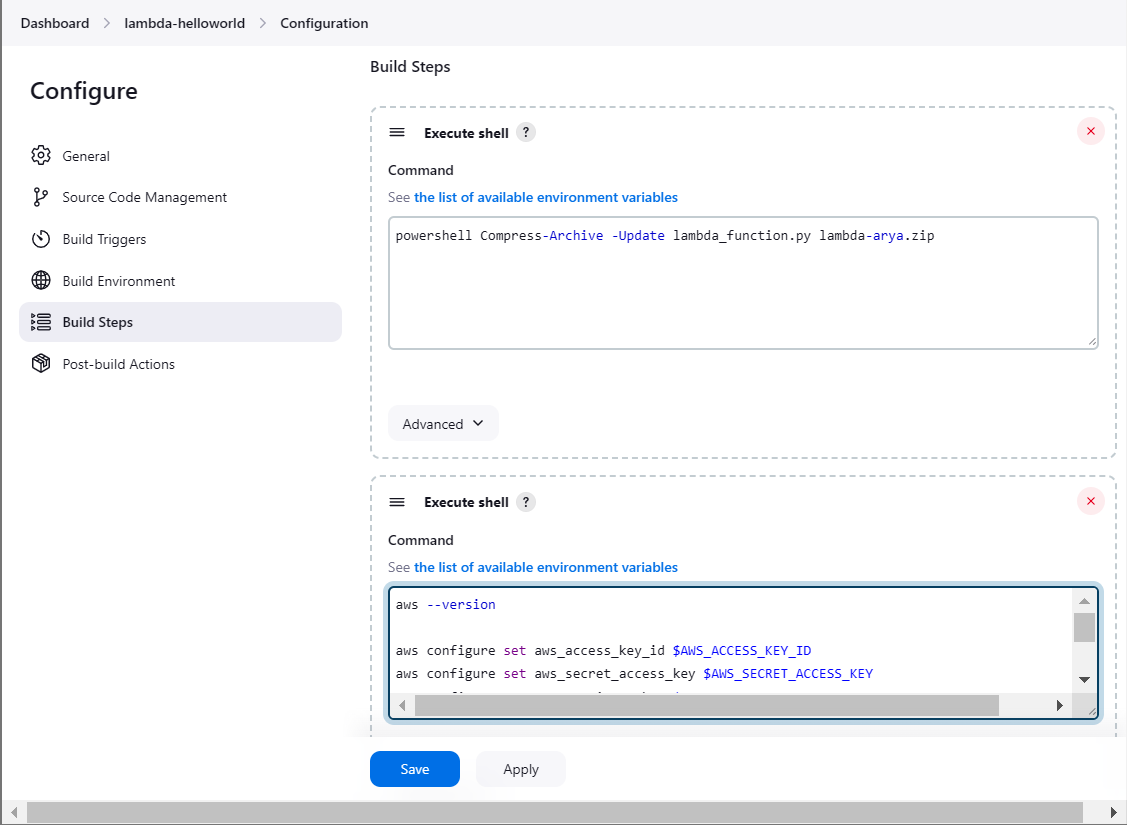 Dashboard > lambda-helloworld > Configuration
Configure
General
Source Code Management
Build Triggers
Build Environment
Build Steps
Post-build Actions
Build Steps
Execute shell ?
Command
See the list of available environment variables
powershell Compress-Archive -Update lambda_function.py lambda-arya.zip
Advanced
Execute shell ?
Command
See the list of available environment variables
aws --version
aws configure set aws_access_key_id $AWS_ACCESS_KEY_ID
aws configure set aws_secret_access_key $AWS_SECRET_ACCESS_KEY
Save
Apply